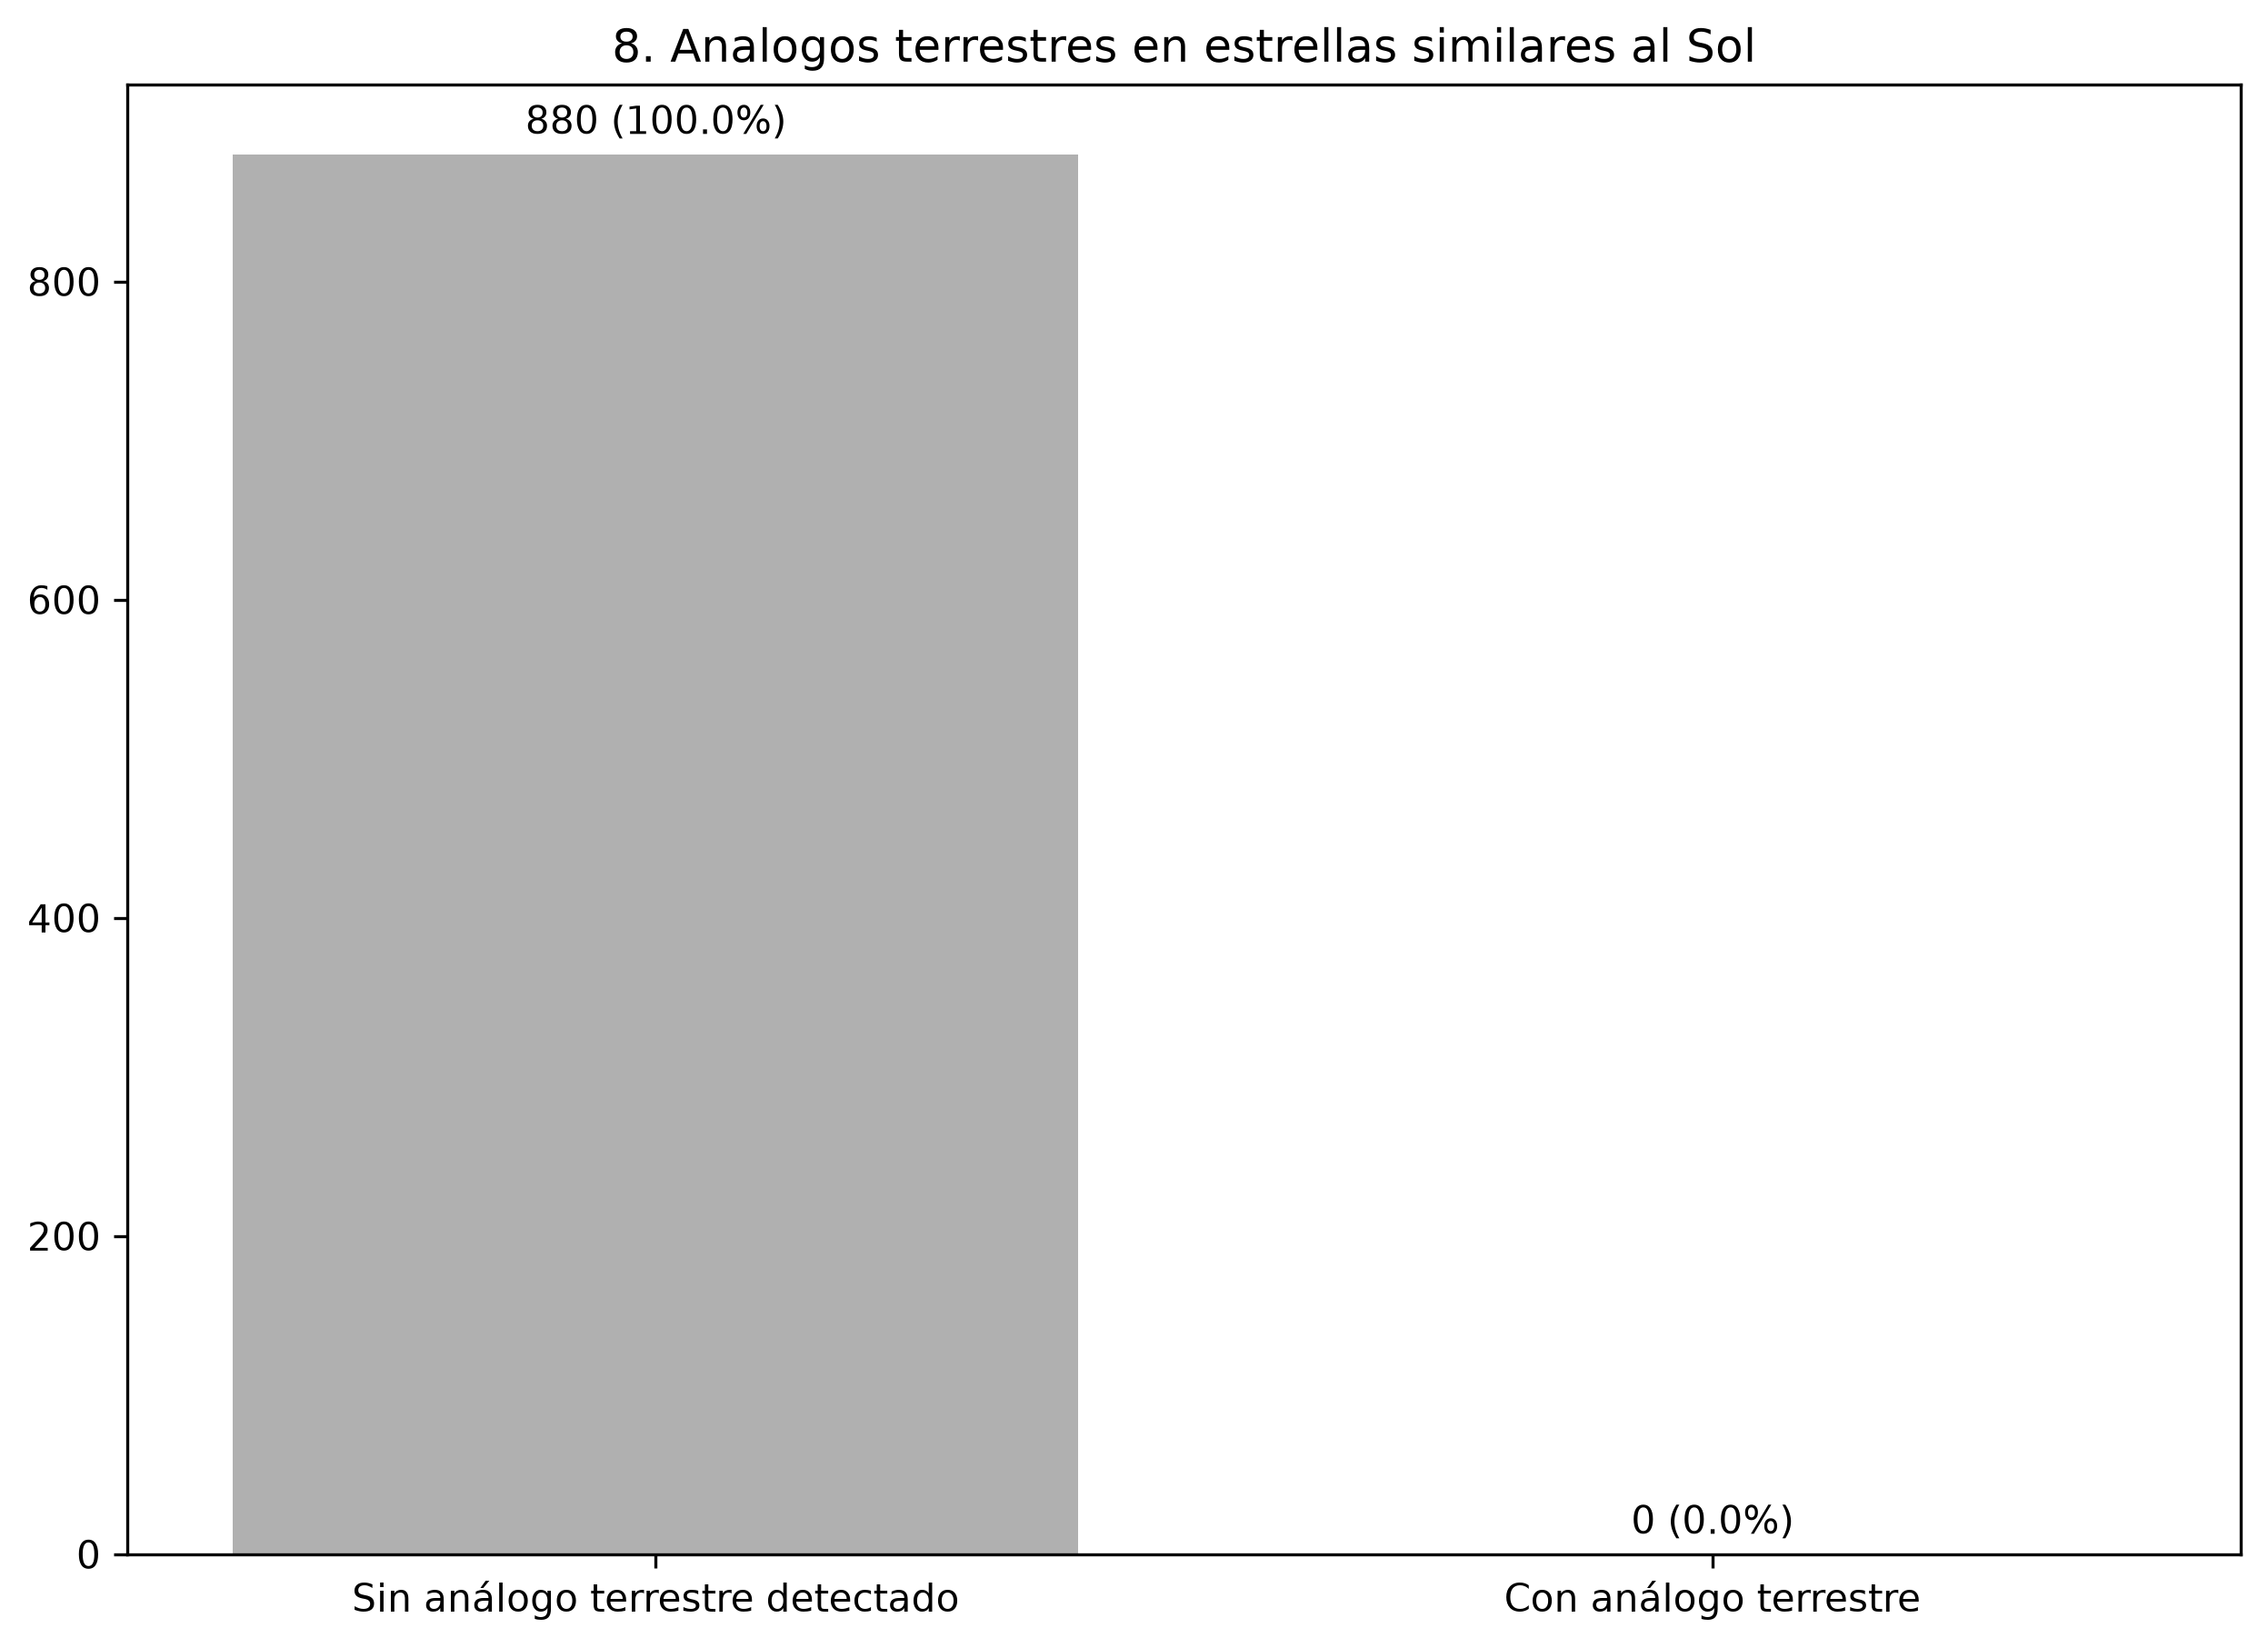 8. Analogos terrestres en estrellas similares al Sol
880 (100.0%)
800
600
400
200
0
0 (0.0%)
Sin análogo terrestre detectado
Con análogo terrestre